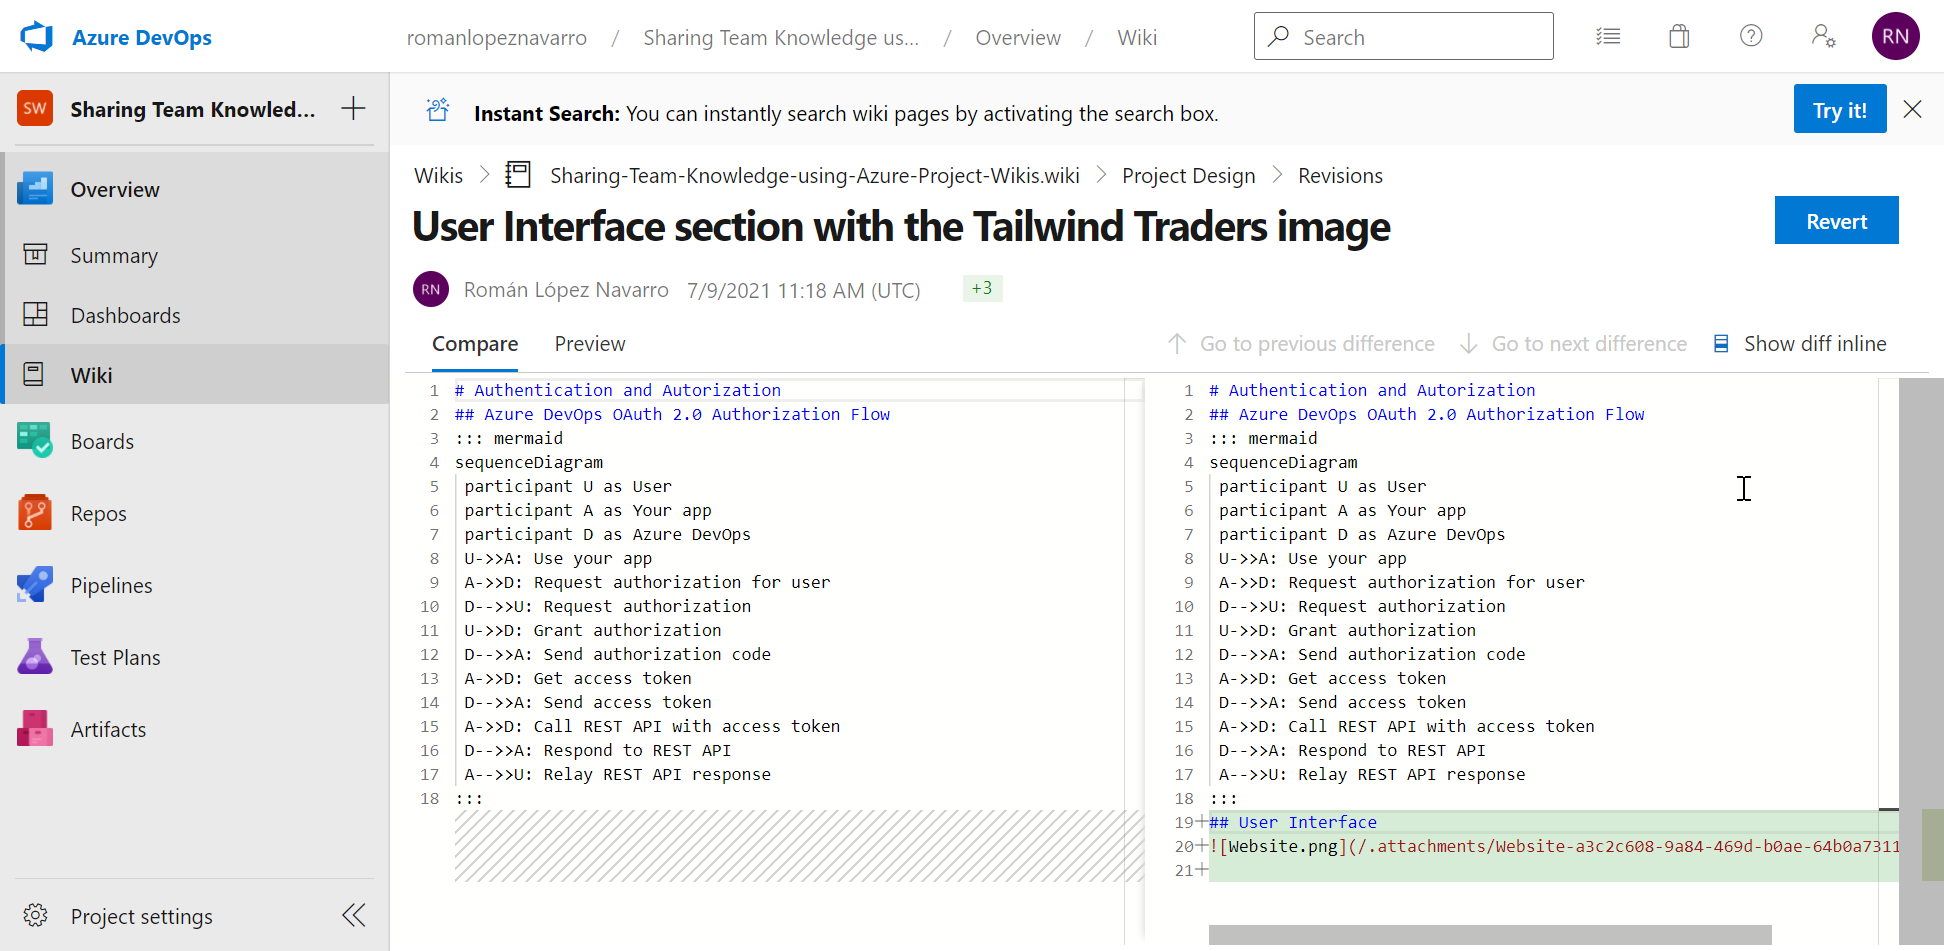 Azure DevOps
romanlopeznavarro / Sharing Team Knowledge us... / Overview / Wiki
Search
RN
SW
Sharing Team Knowled...
Overview
Summary
Dashboards
Wiki
Boards
Repos
Pipelines
Test Plans
Artifacts
Project settings
Instant Search: You can instantly search wiki pages by activating the search box.
Try it!
Wikis > Sharing-Team-Knowledge-using-Azure-Project-Wikis.wiki > Project Design > Revisions
User Interface section with the Tailwind Traders image
Revert
RN Román López Navarro 7/9/2021 11:18 AM (UTC) +3
Compare Preview
Go to previous difference Go to next difference Show diff inline
1 # Authentication and Autorization
2 ## Azure DevOps OAuth 2.0 Authorization Flow
3 ::: mermaid
4 sequenceDiagram
5 participant U as User
6 participant A as Your app
7 participant D as Azure DevOps
8 U->>A: Use your app
9 A->>D: Request authorization for user
10 D-->>U: Request authorization
11 U->>D: Grant authorization
12 D-->>A: Send authorization code
13 A->>D: Get access token
14 D-->>A: Send access token
15 A->>D: Call REST API with access token
16 D-->>A: Respond to REST API
17 A-->>U: Relay REST API response
18 :::
1 # Authentication and Autorization
2 ## Azure DevOps OAuth 2.0 Authorization Flow
3 ::: mermaid
4 sequenceDiagram
5 participant U as User
6 participant A as Your app
7 participant D as Azure DevOps
8 U->>A: Use your app
9 A->>D: Request authorization for user
10 D-->>U: Request authorization
11 U->>D: Grant authorization
12 D-->>A: Send authorization code
13 A->>D: Get access token
14 D-->>A: Send access token
15 A->>D: Call REST API with access token
16 D-->>A: Respond to REST API
17 A-->>U: Relay REST API response
18 :::
19+## User Interface
20+![Website.png](/.attachments/Website-a3c2c608-9a84-469d-b0ae-64b0a7311
21+